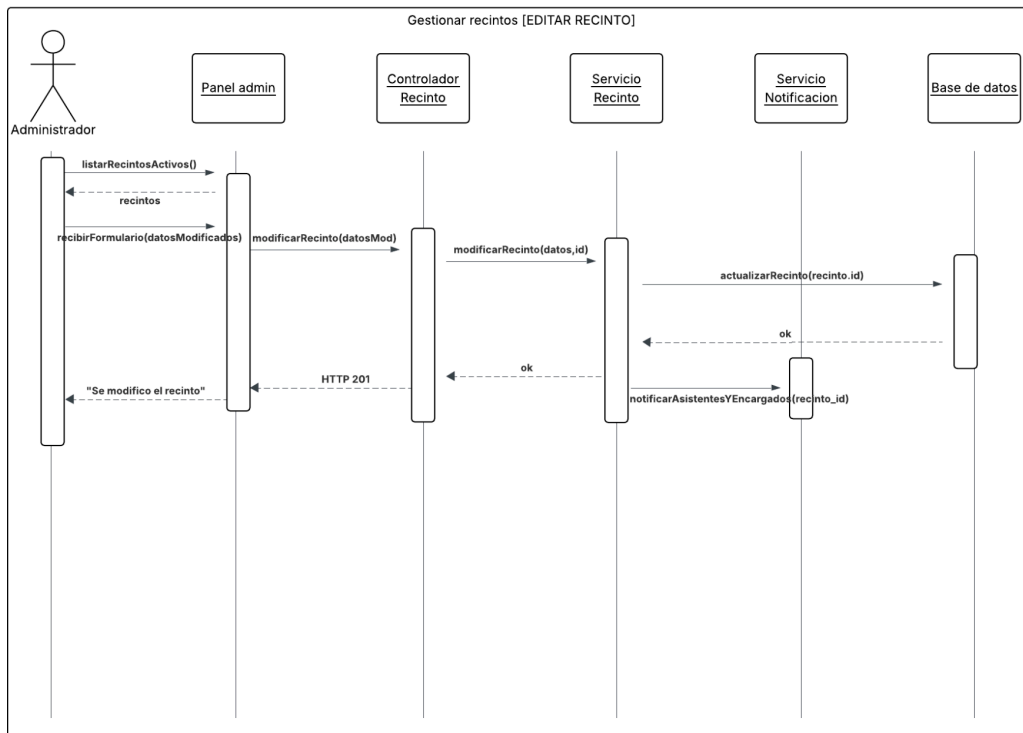 Gestionar recintos [EDITAR RECINTO]
Administrador
Panel admin
Controlador
Recinto
Servicio
Recinto
Servicio
Notificacion
Base de datos
listarRecintosActivos()
recintos
recibirFormulario(datosModificados)
modificarRecinto(datosMod)
modificarRecinto(datos,id)
actualizarRecinto(recinto.id)
ok
ok
HTTP 201
"Se modifico el recinto"
notificarAsistentesYEncargados(recinto_id)